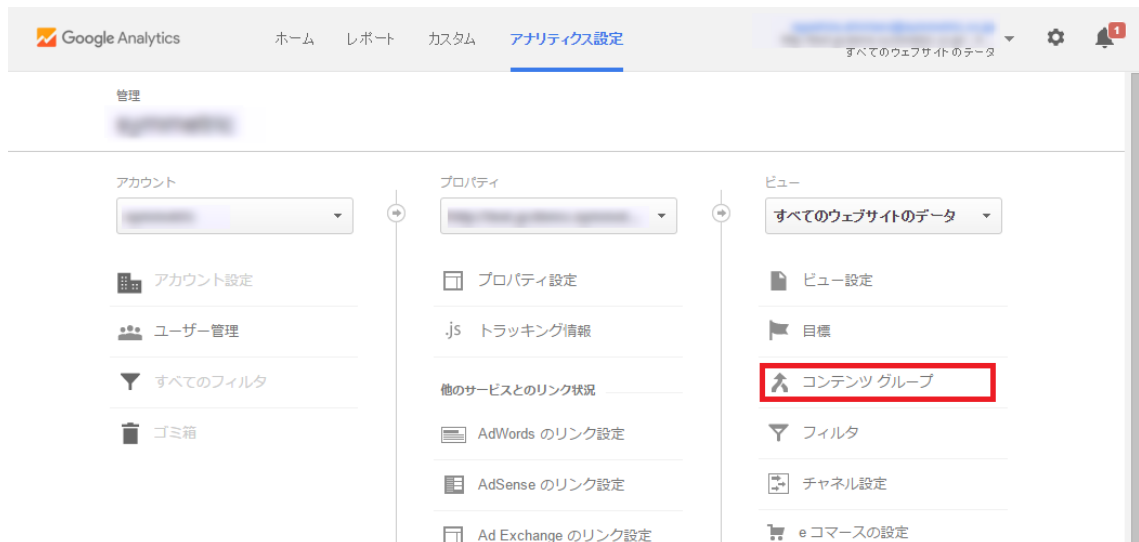 Google Analytics ホーム レポート カスタム アナリティクス設定
すべてのウェブサイトのデータ
1
管理
アカウント
プロパティ
ビュー
すべてのウェブサイトのデータ
アカウント設定
ユーザー管理
すべてのフィルタ
ゴミ箱
プロパティ設定
.js トラッキング情報
他のサービスとのリンク状況
AdWords のリンク設定
AdSense のリンク設定
Ad Exchange のリンク設定
ビュー設定
目標
コンテンツ グループ
フィルタ
チャネル設定
e コマースの設定